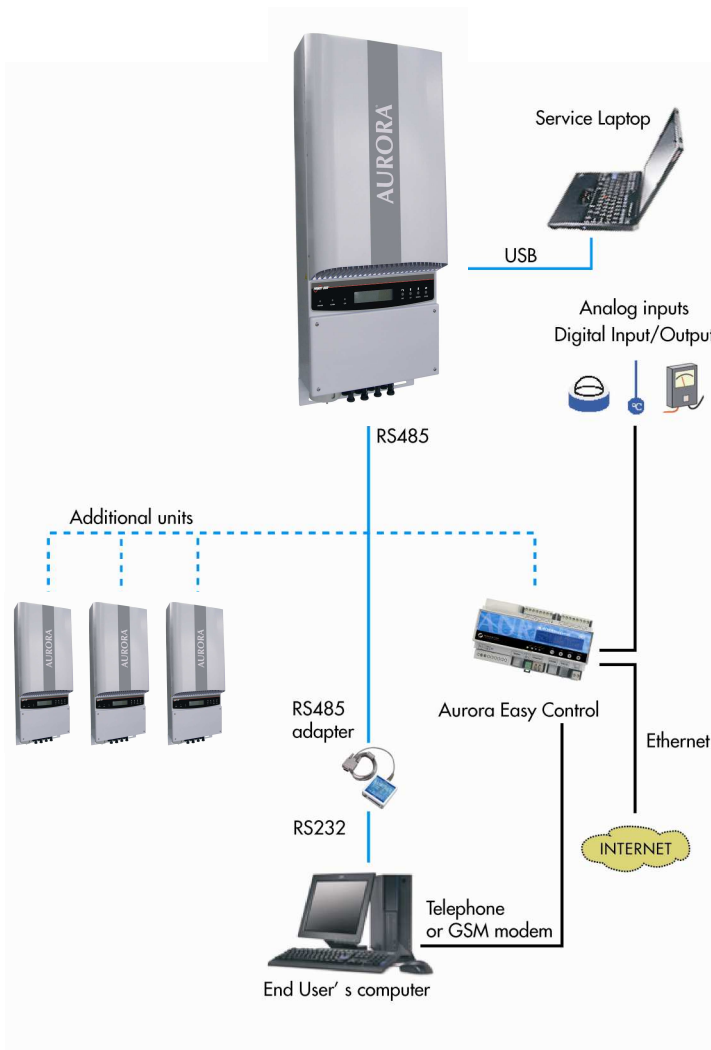 AURORA
Service Laptop
USB
Analog inputs
Digital Input/Output
°C
RS485
Additional units
AURORA
AURORA
AURORA
AUR
RS485
adapter
Aurora Easy Control
Ethernet
RS232
INTERNET
Telephone
or GSM modem
End User' s computer